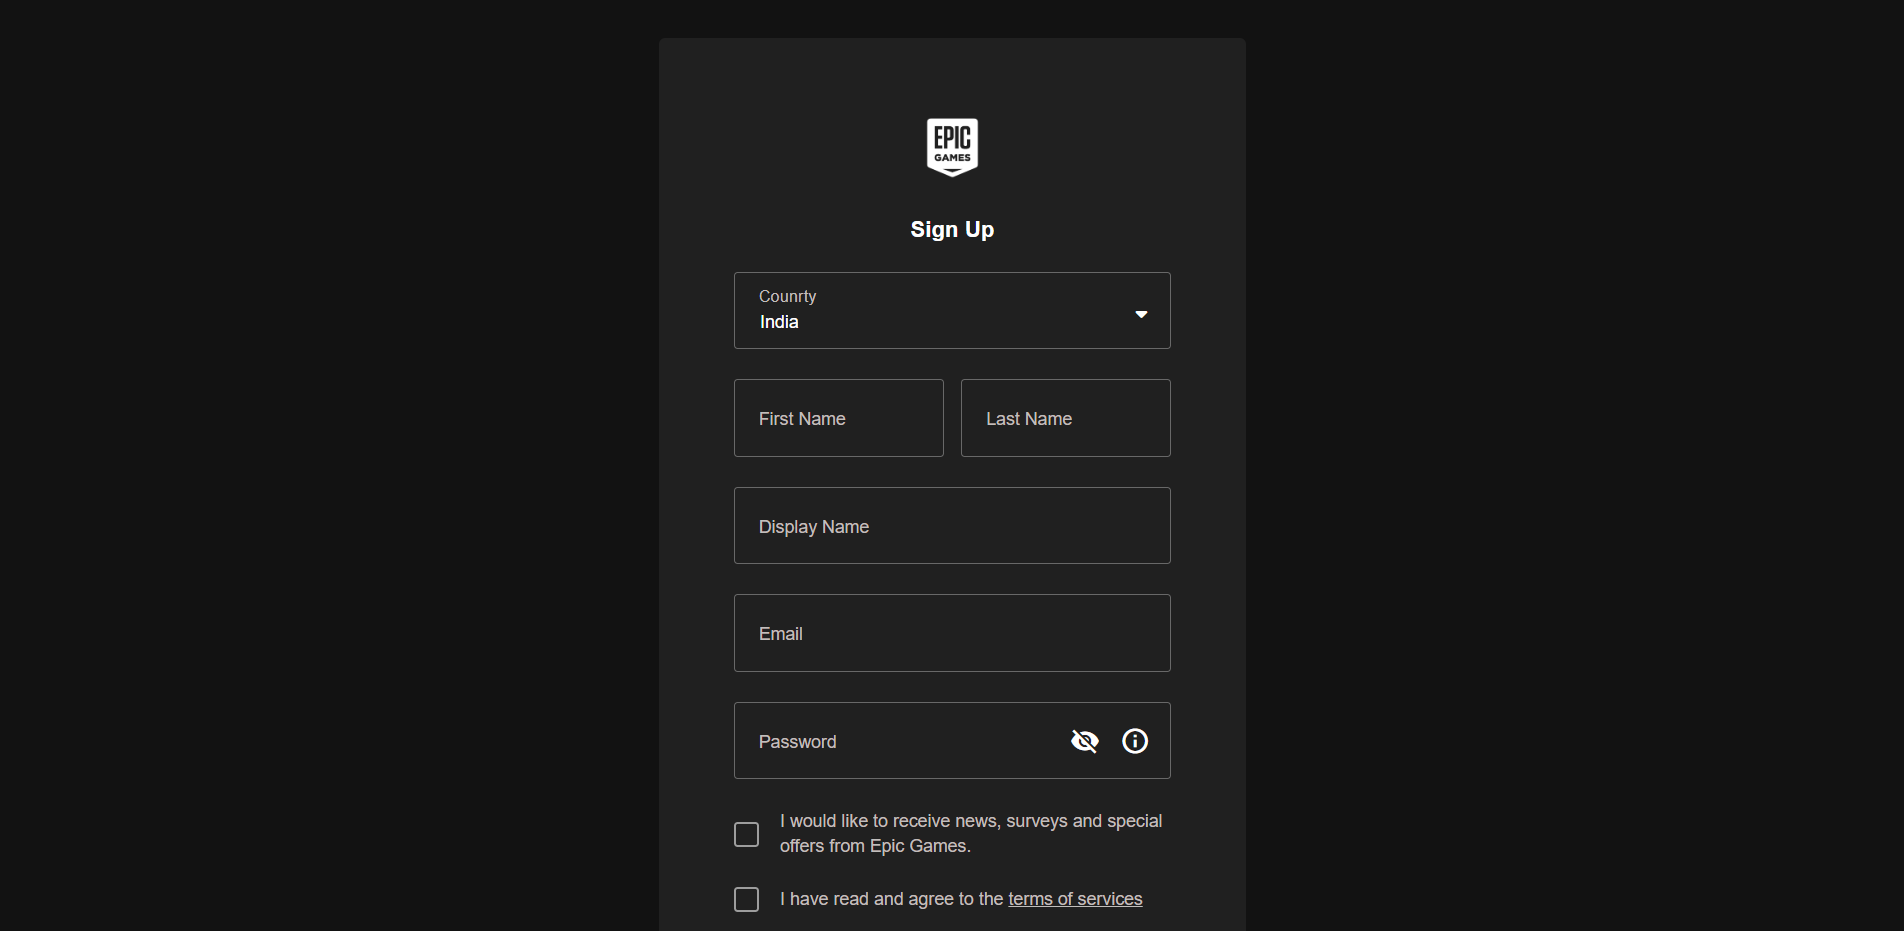 EPIC
GAMES
Sign Up
Counrty
India
First Name
Last Name
Display Name
Email
Password
I would like to receive news, surveys and special
offers from Epic Games.
I have read and agree to the terms of services